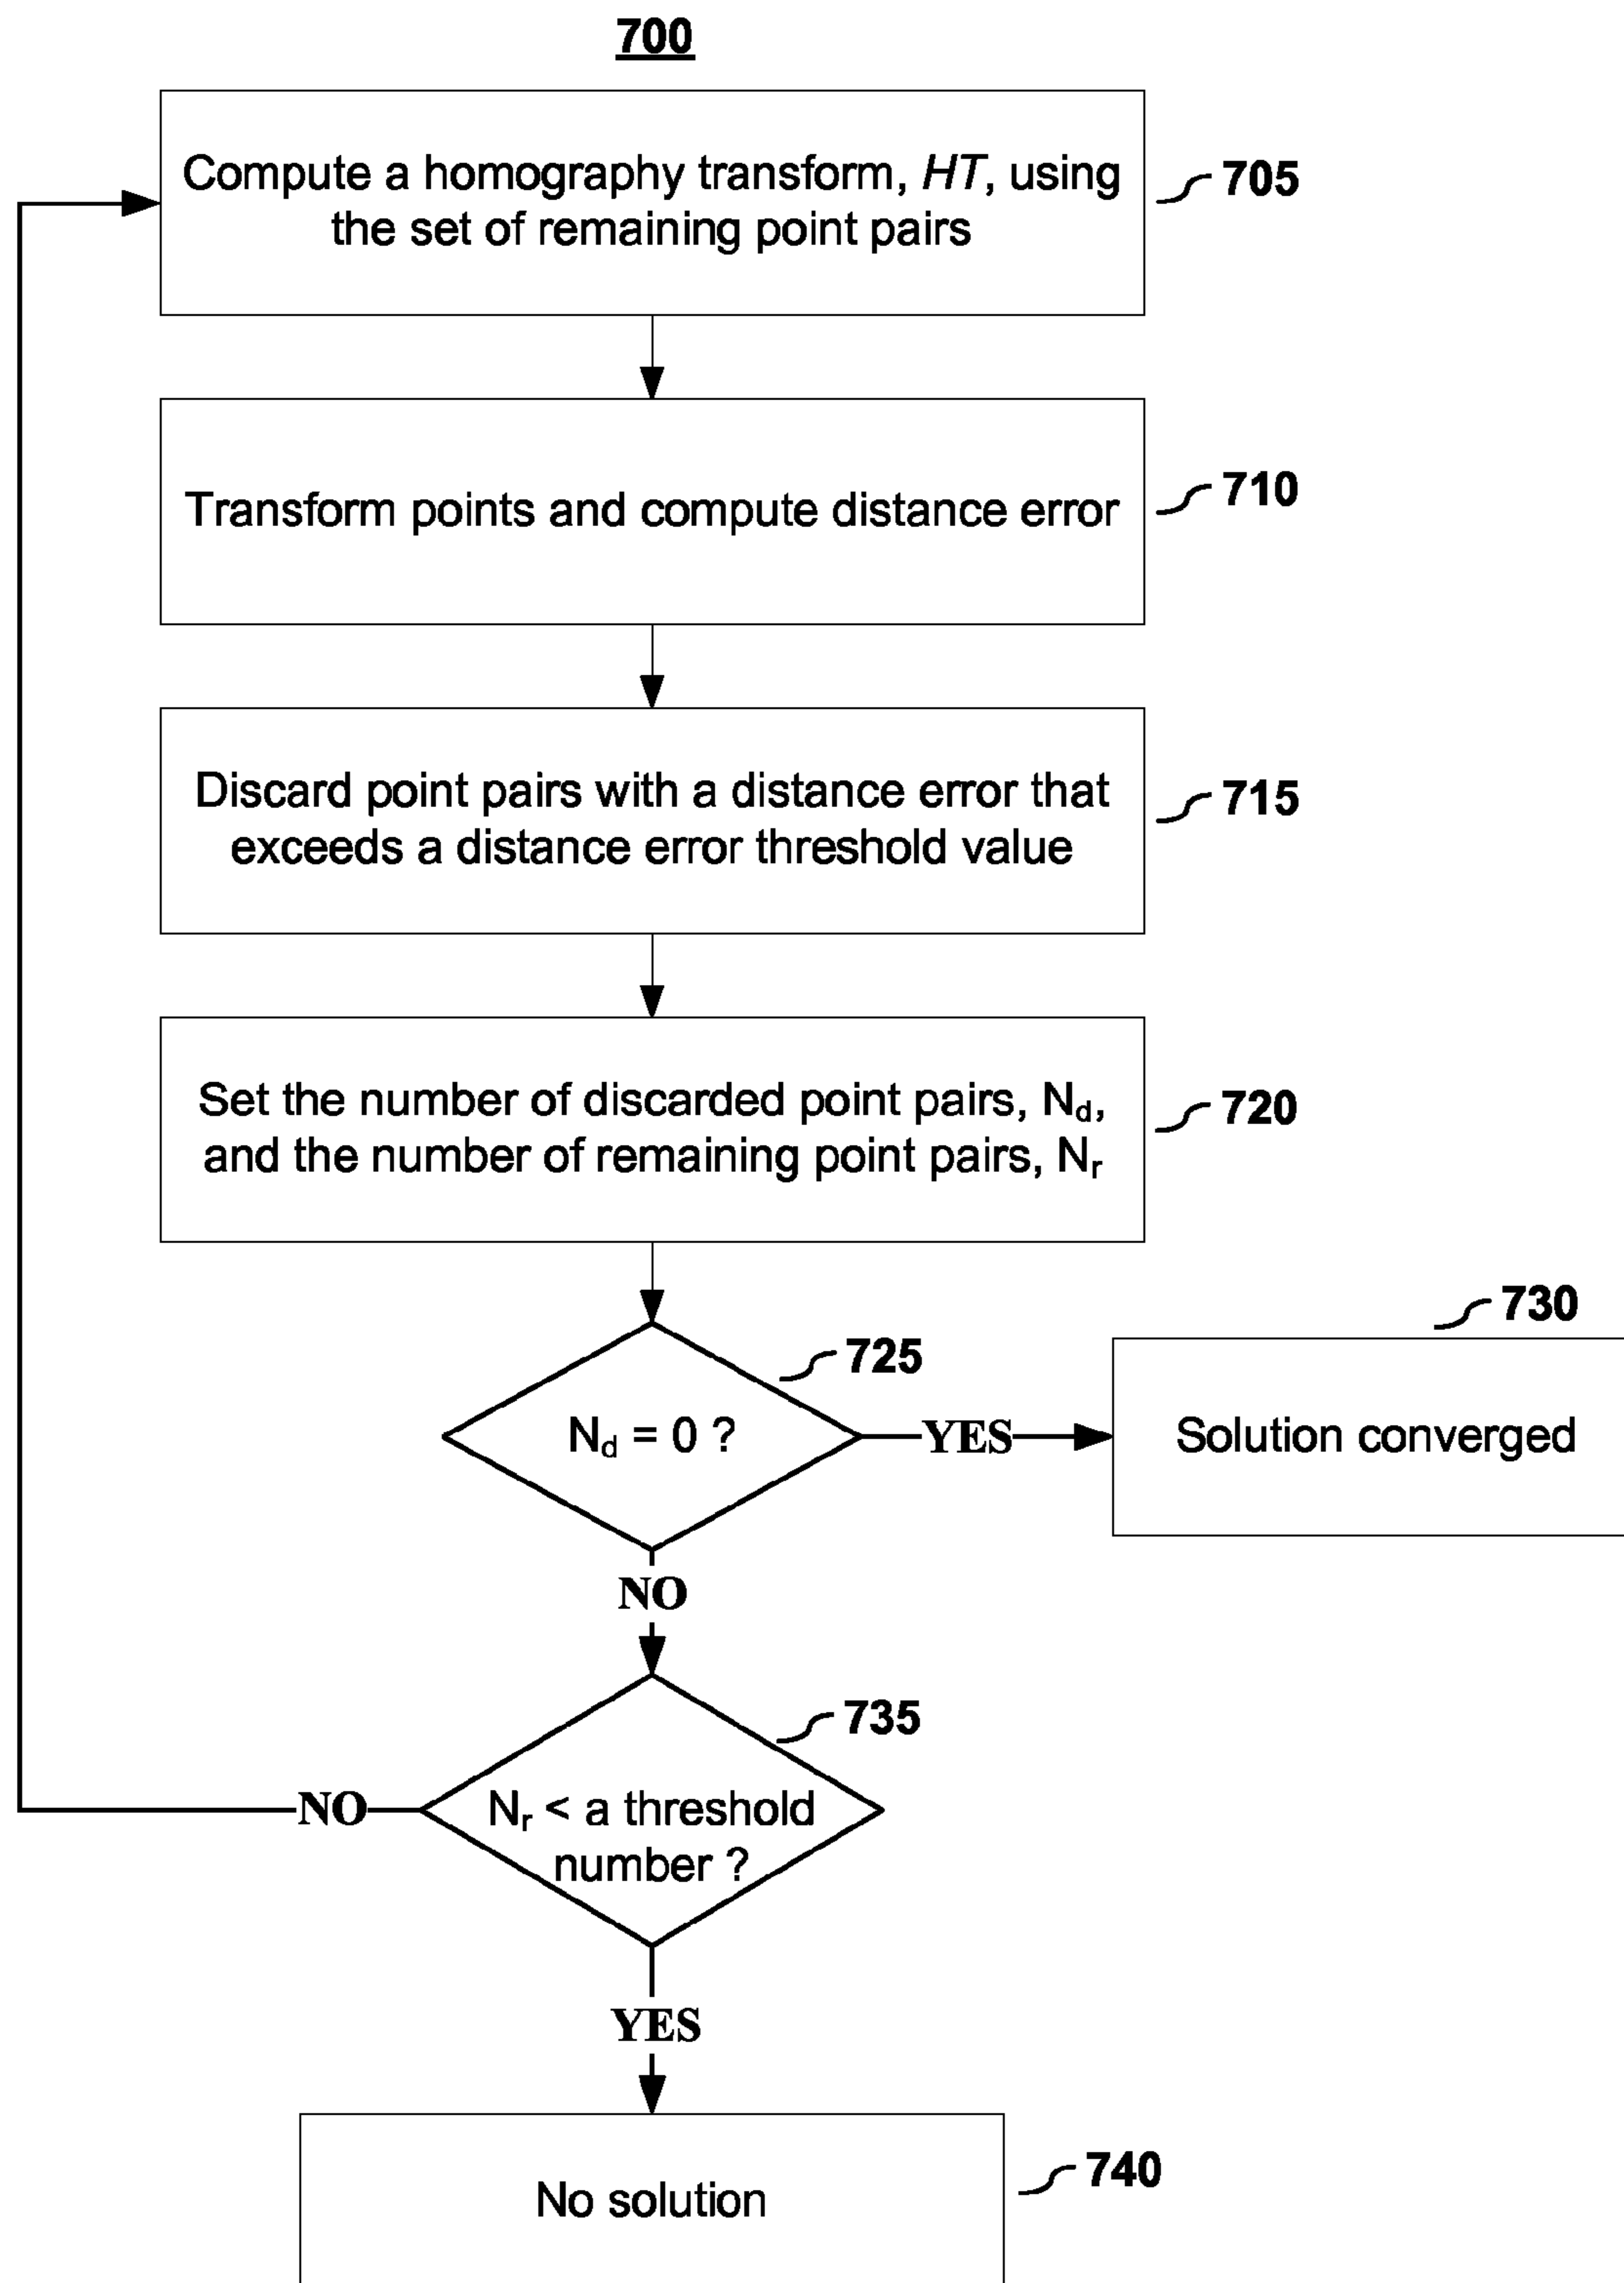 700
Compute a homography transform, HT, using
the set of remaining point pairs
705
Transform points and compute distance error
710
Discard point pairs with a distance error that
exceeds a distance error threshold value
715
Set the number of discarded point pairs, Nd,
and the number of remaining point pairs, Nr
720
725
730
Nd = 0 ?
YES
Solution converged
NO
735
Nr < a threshold
number ?
NO
YES
740
No solution